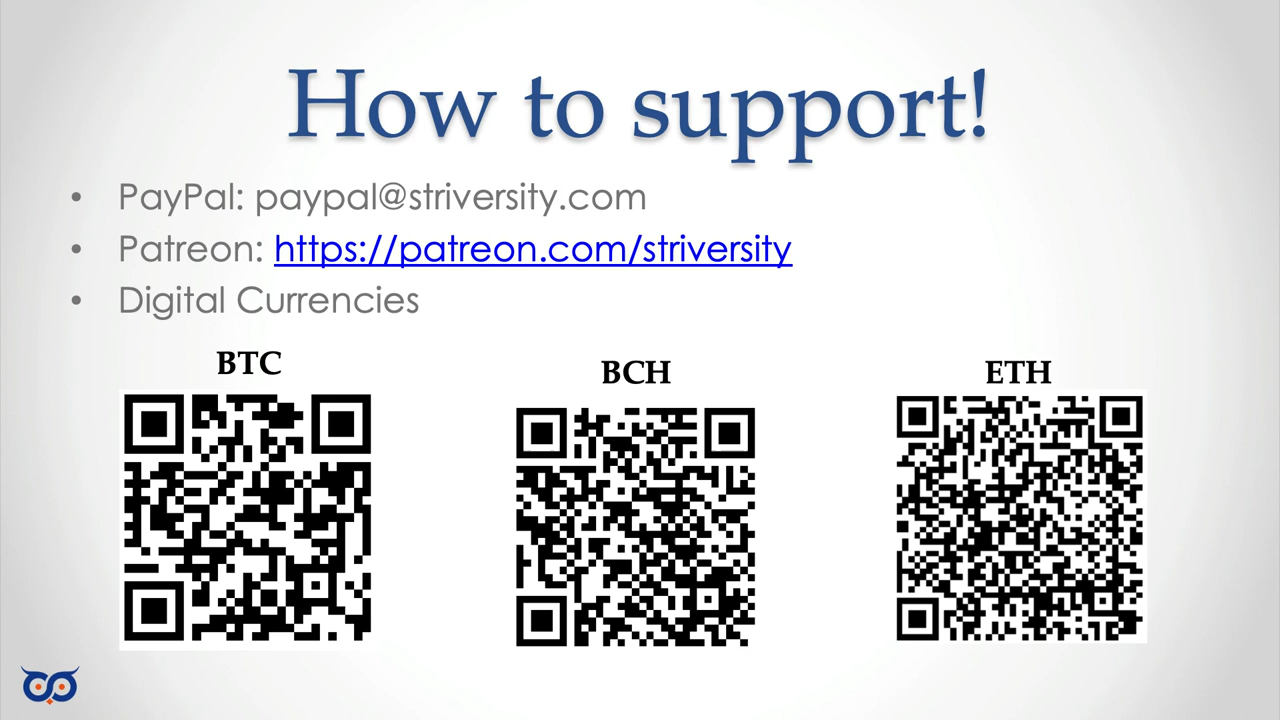 How to support!
• PayPal: paypal@striversity.com
• Patreon: https://patreon.com/striversity
• Digital Currencies
BTC
BCH
ETH